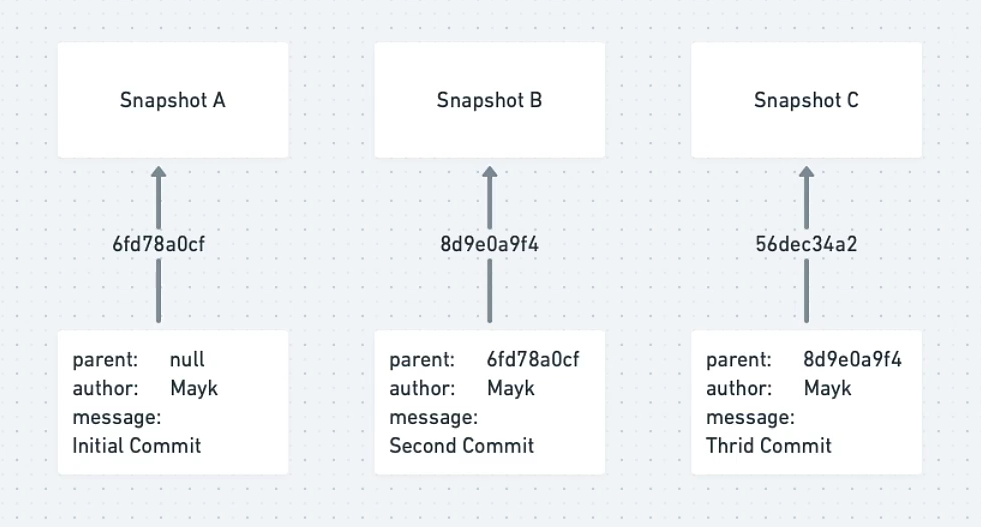 Snapshot A
Snapshot B
Snapshot C
6fd78a0cf
8d9e0a9f4
56dec34a2
parent: null
author: Mayk
message:
Initial Commit
parent: 6fd78a0cf
author: Mayk
message:
Second Commit
parent: 8d9e0a9f4
author: Mayk
message:
Thrid Commit